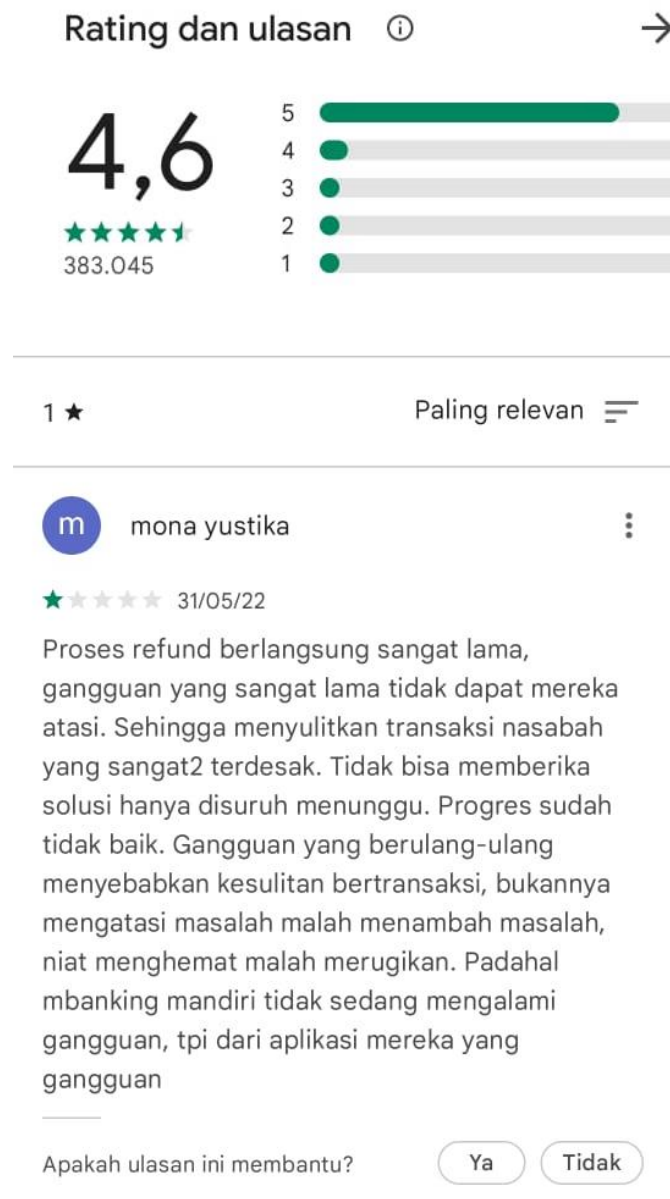 Rating dan ulasan
4,6
383.045
5
4
3
2
1
1 ★
Paling relevan
m
mona yustika
31/05/22
Proses refund berlangsung sangat lama,
gangguan yang sangat lama tidak dapat mereka
atasi. Sehingga menyulitkan transaksi nasabah
yang sangat2 terdesak. Tidak bisa memberika
solusi hanya disuruh menunggu. Progres sudah
tidak baik. Gangguan yang berulang-ulang
menyebabkan kesulitan bertransaksi, bukannya
mengatasi masalah malah menambah masalah,
niat menghemat malah merugikan. Padahal
mbanking mandiri tidak sedang mengalami
gangguan, tpi dari aplikasi mereka yang
gangguan
Apakah ulasan ini membantu?
Ya
Tidak